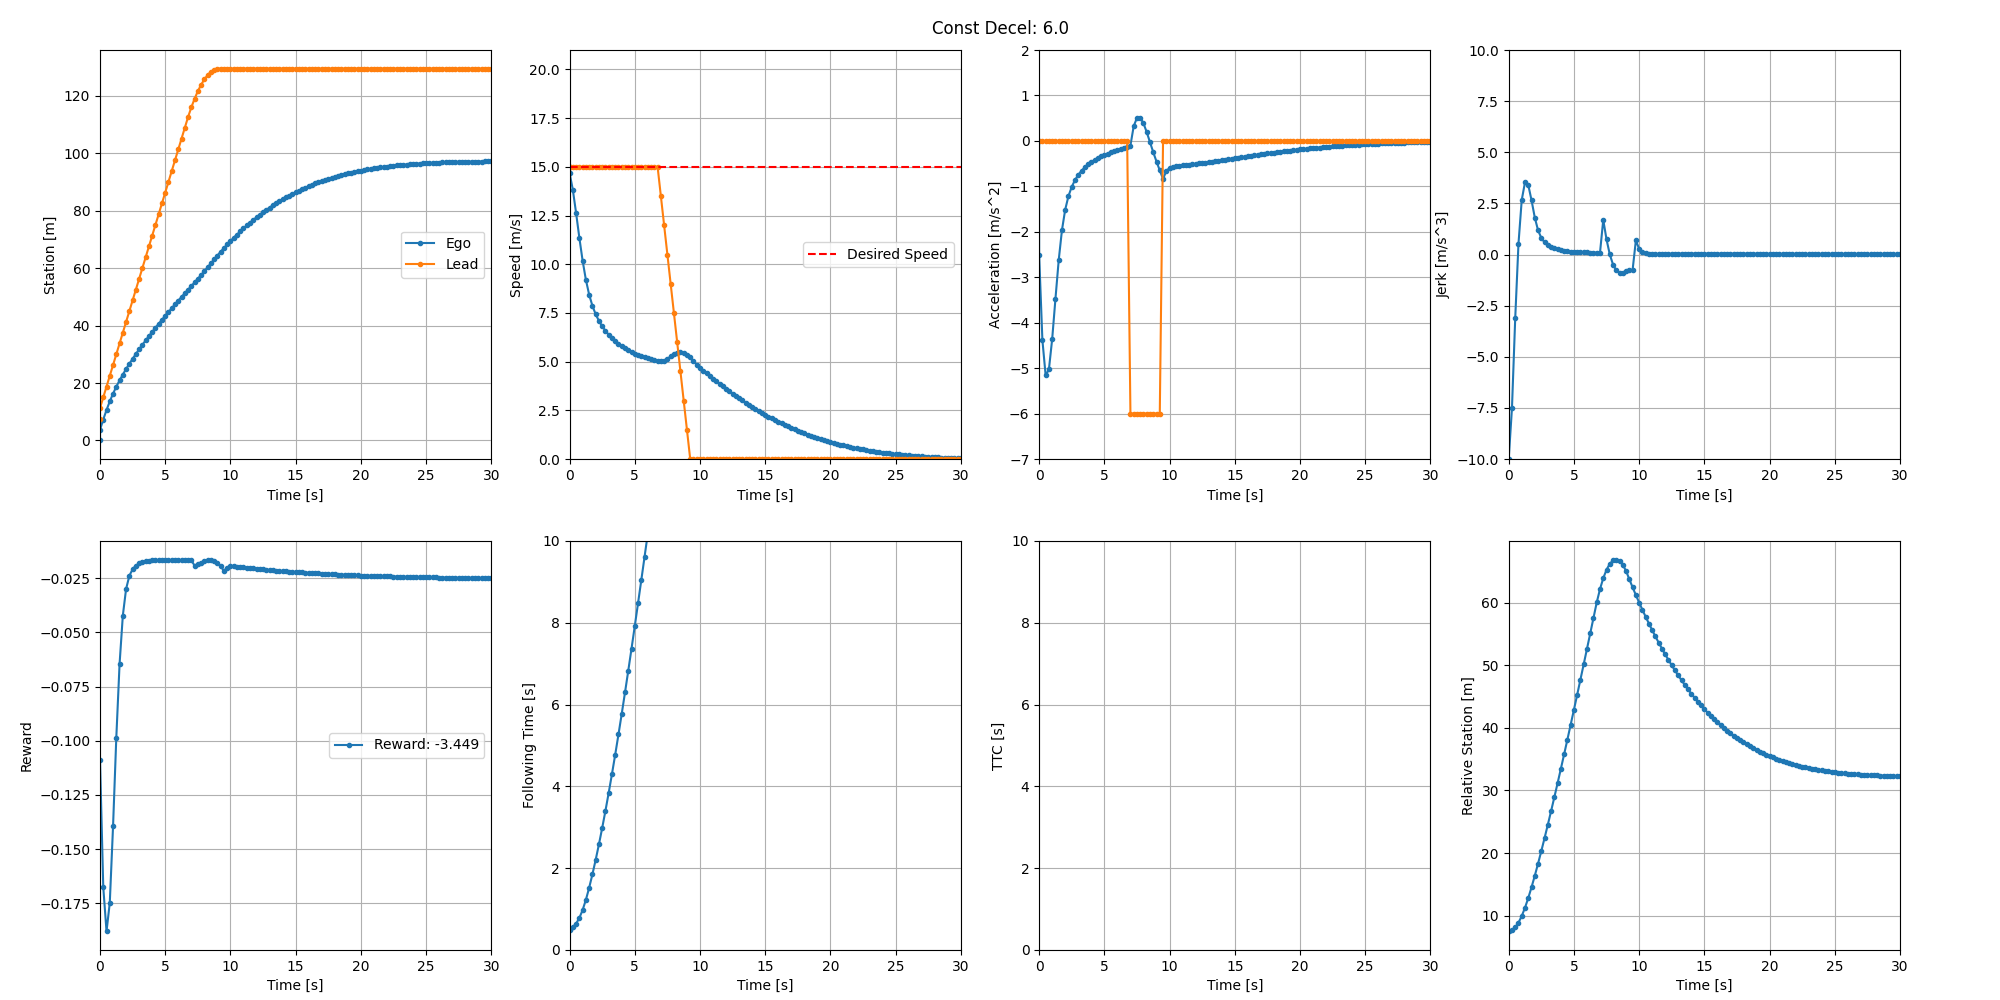 Const Decel: 6.0
Station [m]
120
100
80
60
40
20
0
0 5 10 15 20 25 30
Time [s]
Ego
Lead
Speed [m/s]
20.0
17.5
15.0
12.5
10.0
7.5
5.0
2.5
0.0
0 5 10 15 20 25 30
Time [s]
Desired Speed
Acceleration [m/s^2]
2
1
0
−1
−2
−3
−4
−5
−6
−7
0 5 10 15 20 25 30
Time [s]
Jerk [m/s^3]
10.0
7.5
5.0
2.5
0.0
−2.5
−5.0
−7.5
−10.0
0 5 10 15 20 25 30
Time [s]
Reward
−0.025
−0.050
−0.075
−0.100
−0.125
−0.150
−0.175
0 5 10 15 20 25 30
Time [s]
Reward: -3.449
Following Time [s]
10
8
6
4
2
0
0 5 10 15 20 25 30
Time [s]
TTC [s]
10
8
6
4
2
0
0 5 10 15 20 25 30
Time [s]
Relative Station [m]
60
50
40
30
20
10
0 5 10 15 20 25 30
Time [s]